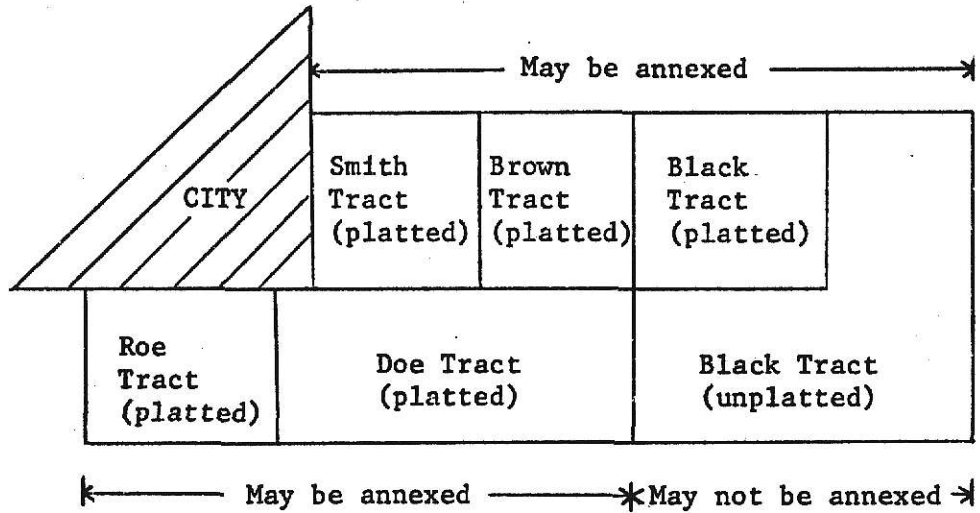 May be annexed
CITY
Smith
Tract
(platted)
Brown
Tract
(platted)
Black
Tract
(platted)
Roe
Tract
(platted)
Doe Tract
(platted)
Black Tract
(unplatted)
May be annexed
May not be annexed